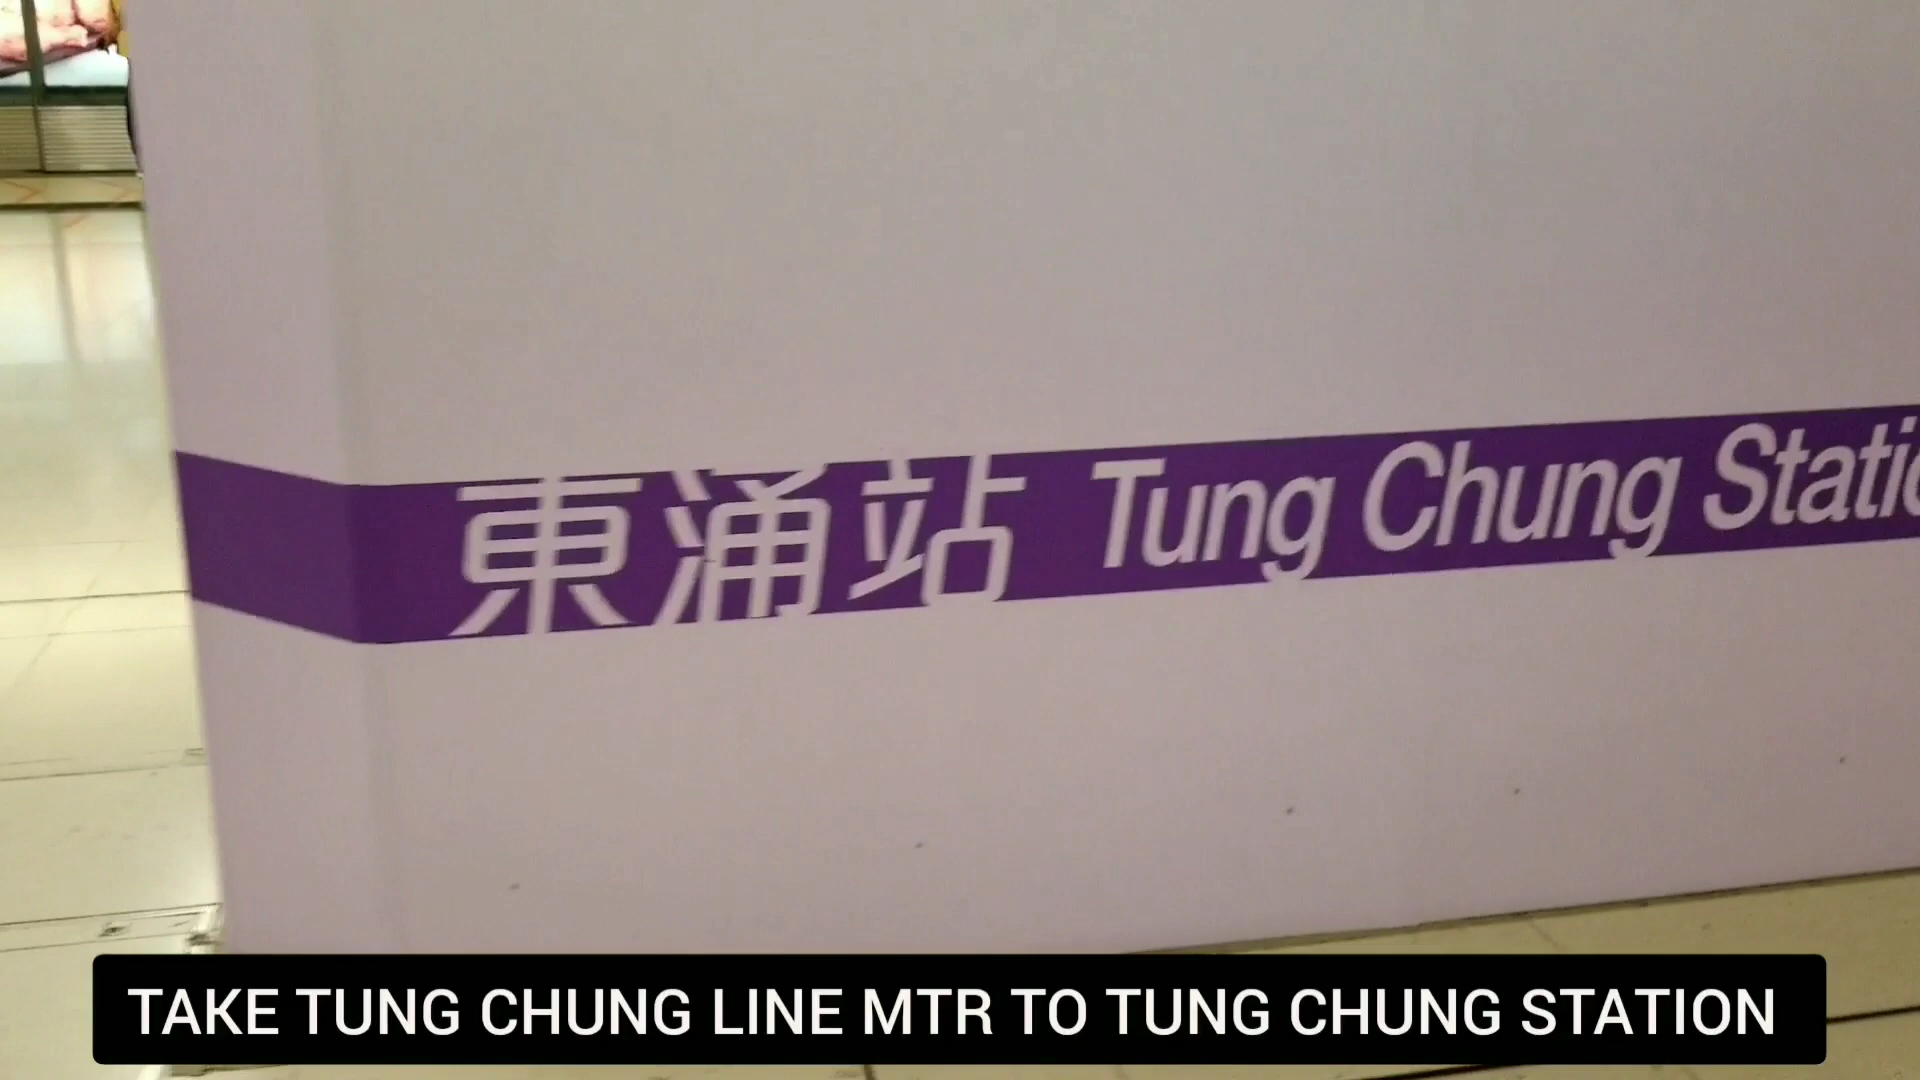 東涌站 Tung Chung Statio
TAKE TUNG CHUNG LINE MTR TO TUNG CHUNG STATION